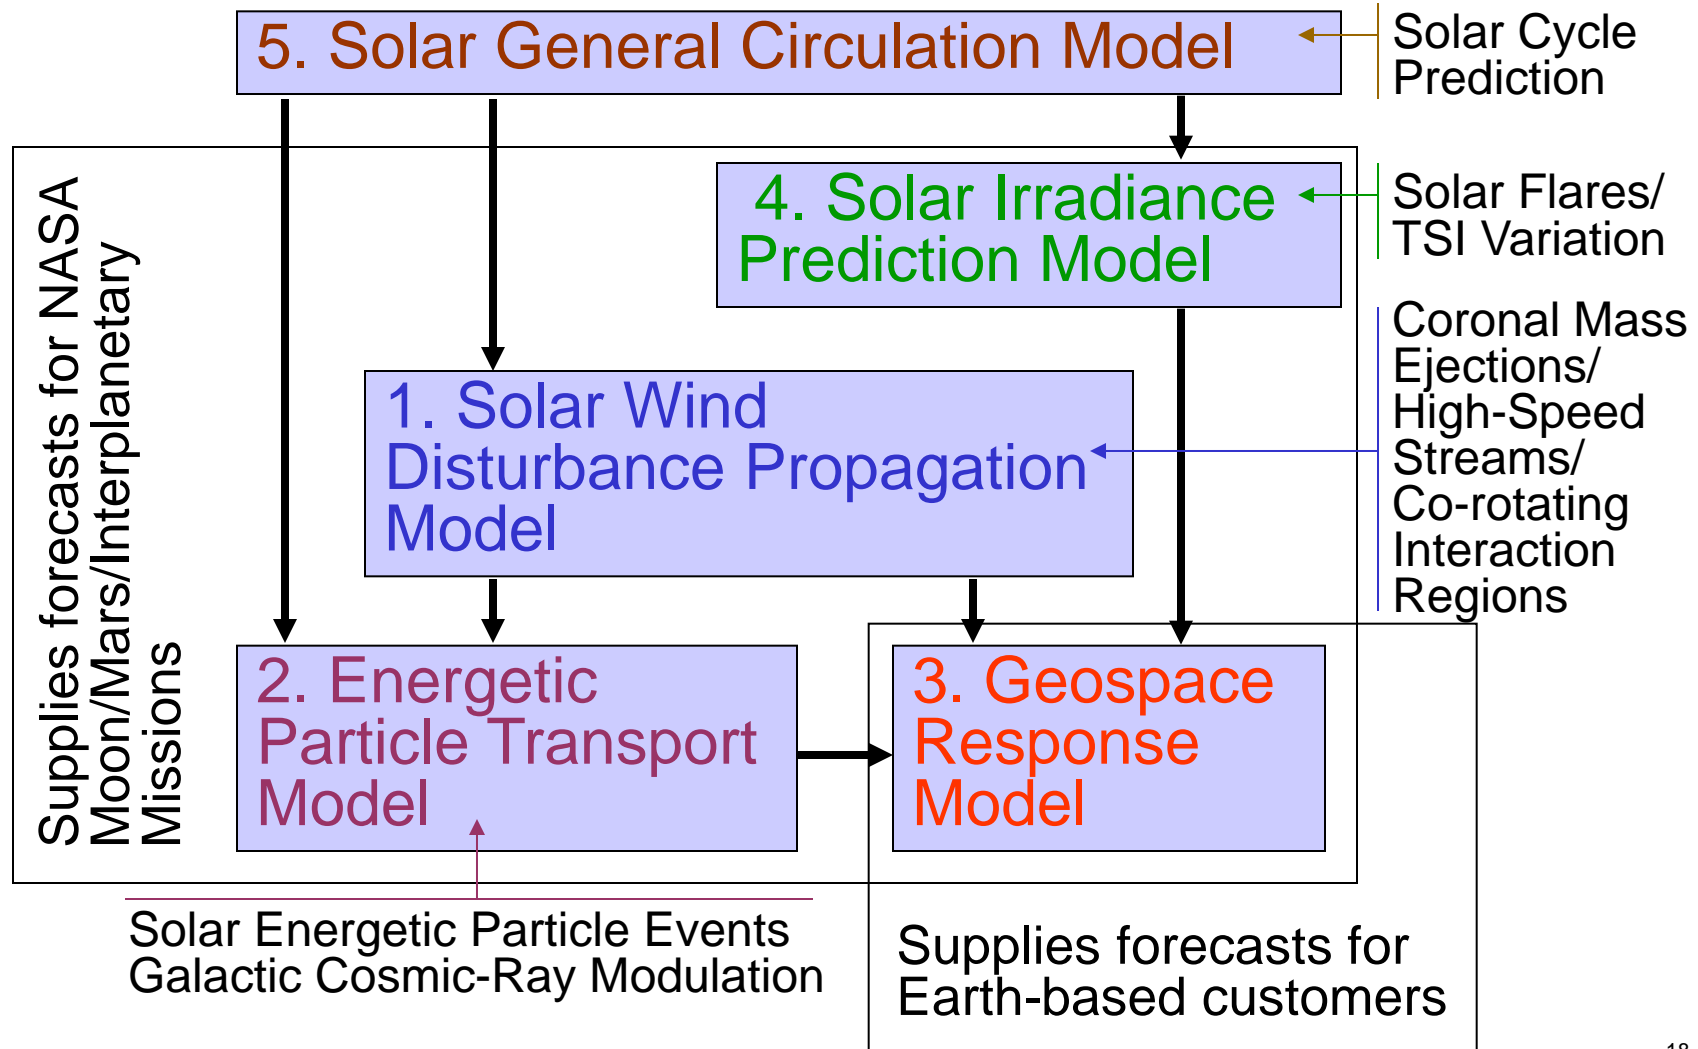 5. Solar General Circulation Model
Solar Cycle
Prediction
4. Solar Irradiance
Prediction Model
Solar Flares/
TSI Variation
Supplies forecasts for NASA
Moon/Mars/Interplanetary
Missions
1. Solar Wind
Disturbance Propagation
Model
Coronal Mass
Ejections/
High-Speed
Streams/
Co-rotating
Interaction
Regions
2. Energetic
Particle Transport
Model
3. Geospace
Response
Model
Solar Energetic Particle Events
Galactic Cosmic-Ray Modulation
Supplies forecasts for
Earth-based customers
18